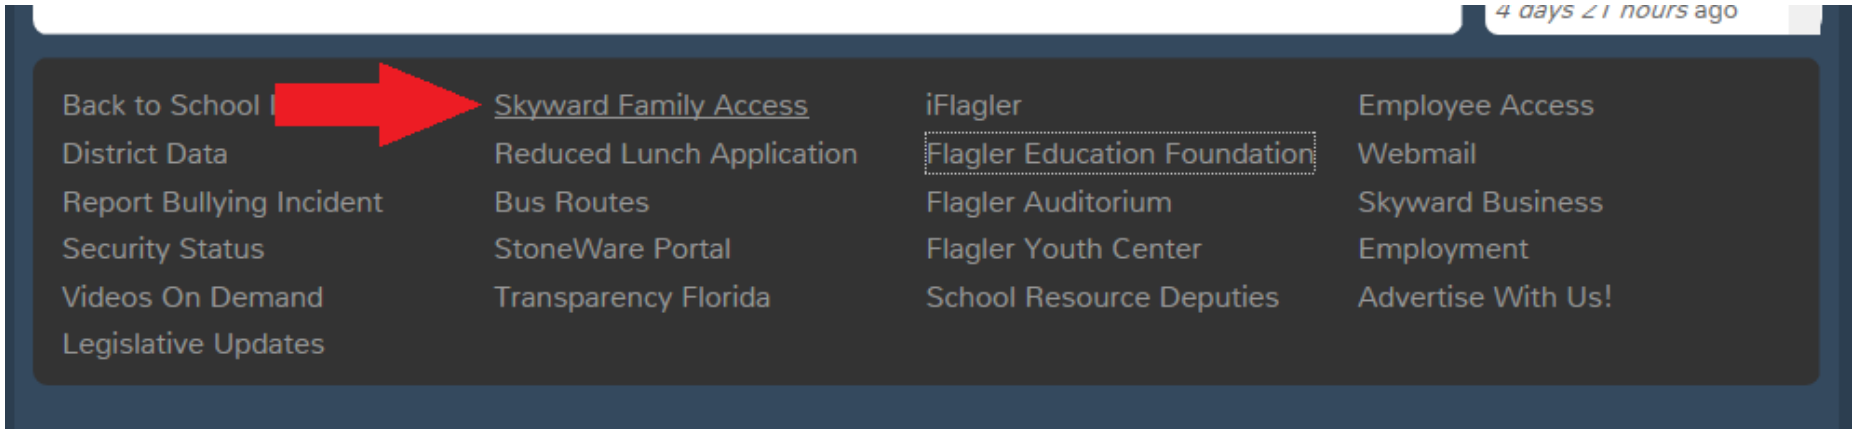 4 days 21 hours ago
Back to School
Skyward Family Access
iFlagler
Employee Access
District Data
Reduced Lunch Application
Flagler Education Foundation
Webmail
Report Bullying Incident
Bus Routes
Flagler Auditorium
Skyward Business
Security Status
StoneWare Portal
Flagler Youth Center
Employment
Videos On Demand
Transparency Florida
School Resource Deputies
Advertise With Us!
Legislative Updates